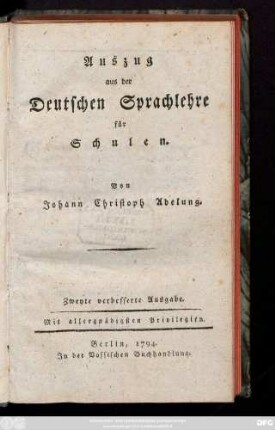 Auszug
aus der
Deutschen Sprachlehre
für
Schulen.
Von
Johann Christoph Adelung.
Zweyte verbesserte Ausgabe.
Mit allergnädigsten Privilegien.
Berlin, 1794.
In der Vossischen Buchhandlung.
DFG